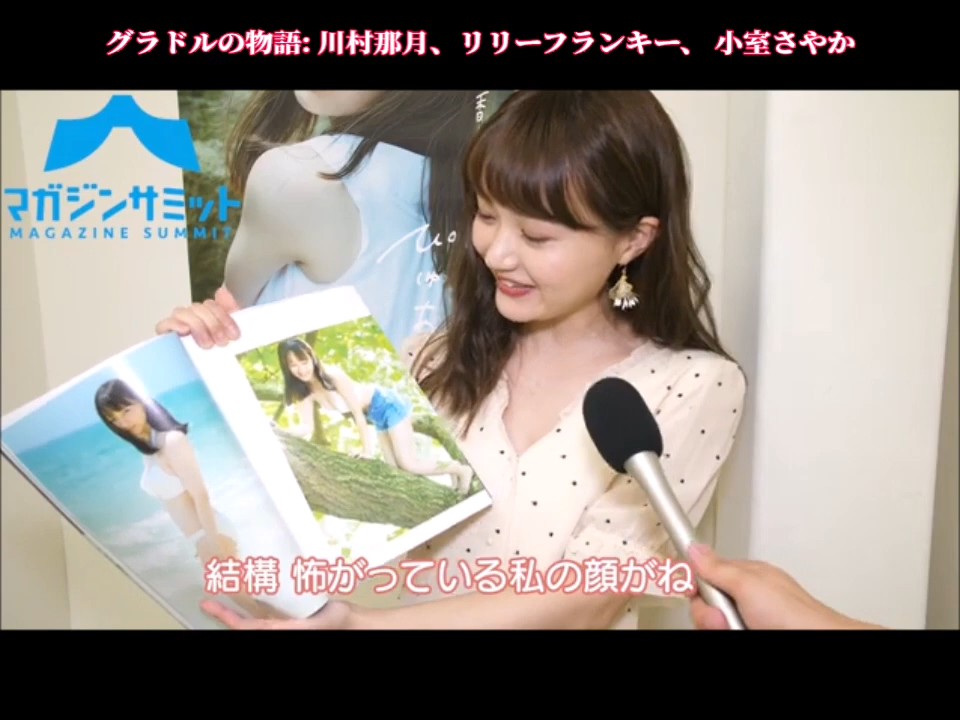 グラドルの物語: 川村那月、リリーフランキー、 小室さやか
マガジンサミット
MAGAZINE SUMMIT
結構 怖がっている私の顔がね